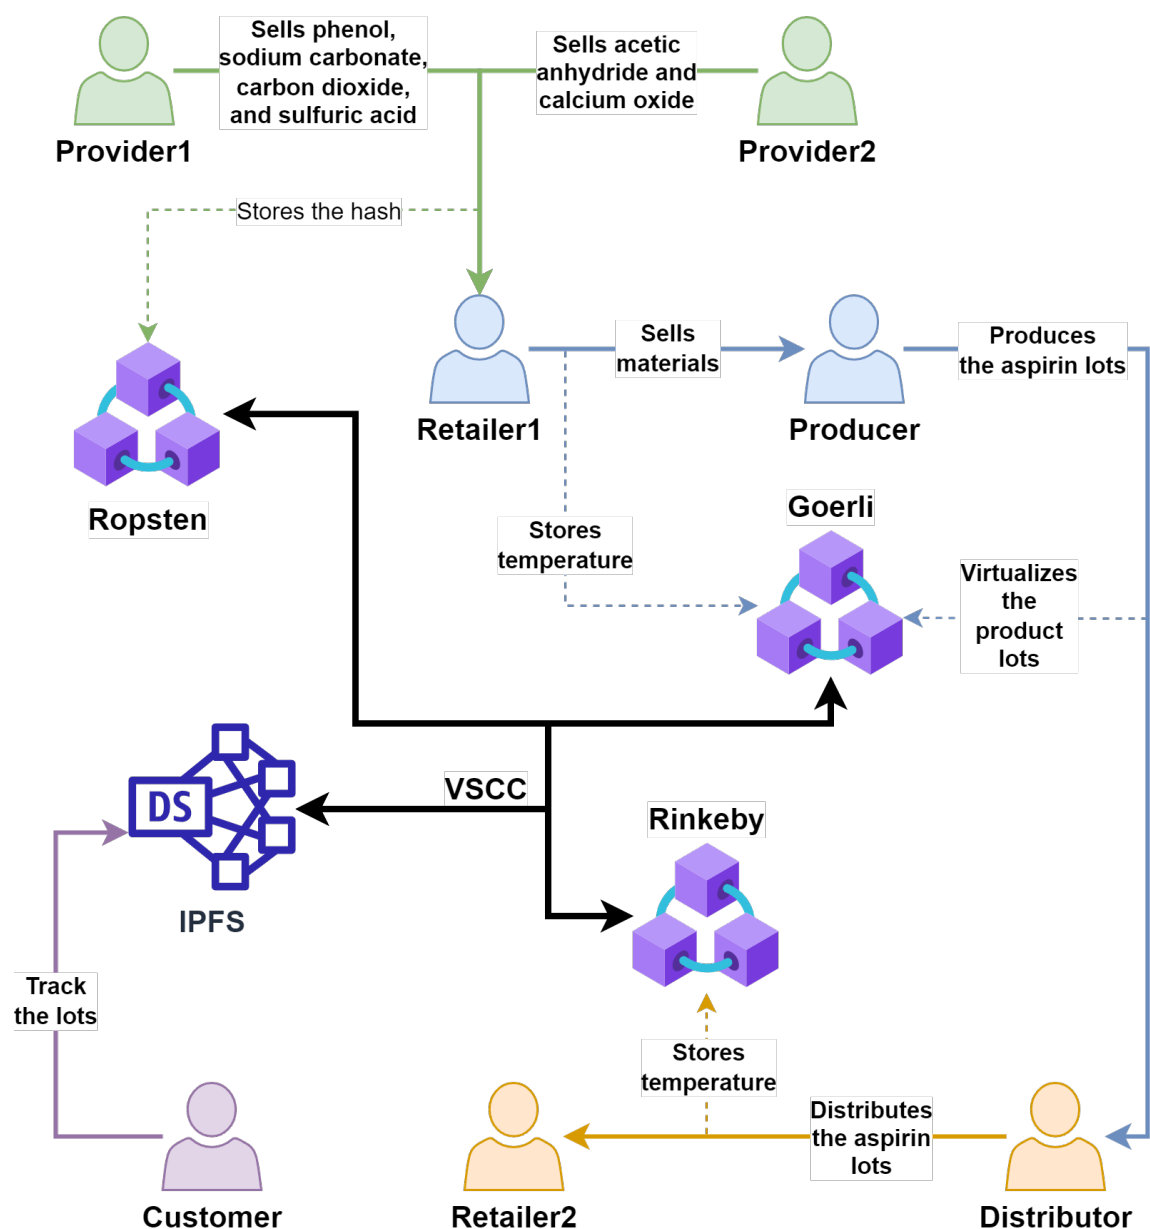 Sells phenol,
sodium carbonate,
carbon dioxide,
and sulfuric acid
Sells acetic
anhydride and
calcium oxide
Provider1
Provider2
Stores the hash
Sells
materials
Produces
the aspirin lots
Retailer1
Producer
Ropsten
Goerli
Stores
temperature
Virtualizes
the
product
lots
DS
VSCC
Rinkeby
IPFS
Track
the lots
Stores
temperature
Distributes
the aspirin
lots
Customer
Retailer2
Distributor